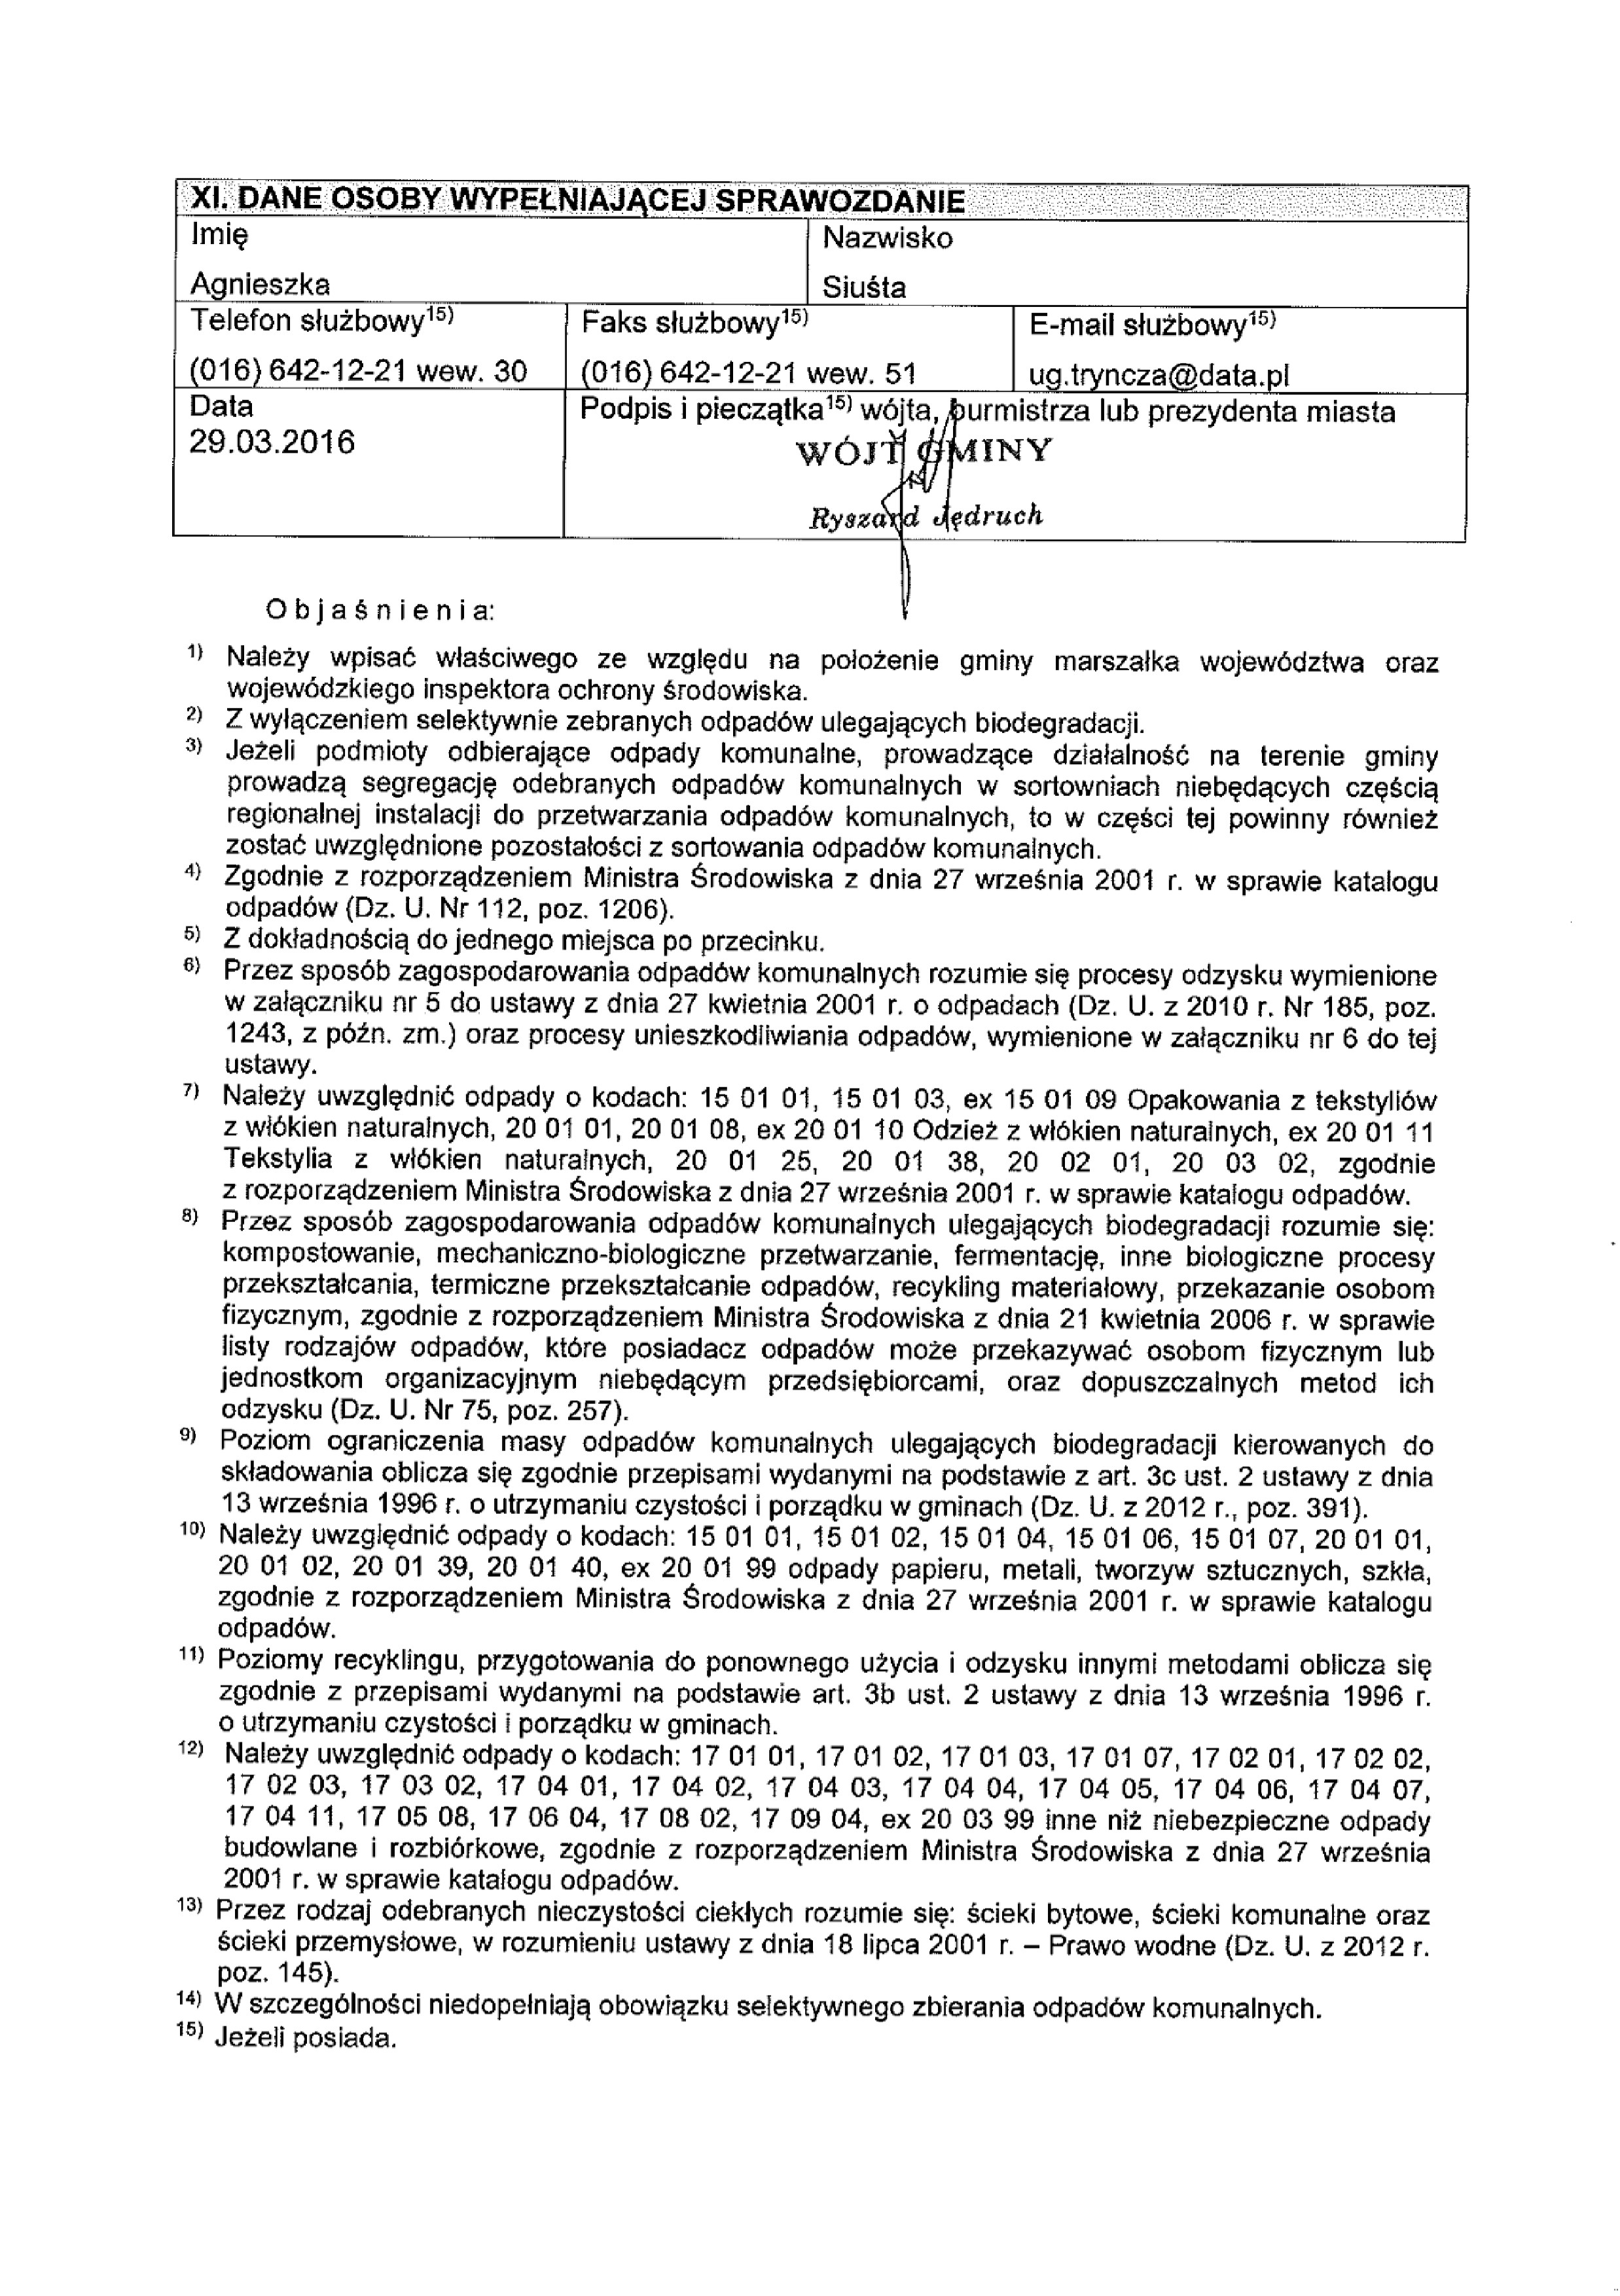 XI. DANE OSOBY WYPEŁNIAJĄCEJ SPRAWOZDANIE
Imię
Nazwisko
Agnieszka
Siuśta
Telefon służbowy15)
Faks służbowy15)
E-mail służbowy15)
(016) 642-12-21 wew. 30
(016) 642-12-21 wew. 51
ug.tryncza@data.pl
Data
Podpis i pieczątka15) wójta, burmistrza lub prezydenta miasta
29.03.2016
WÓJT GMINY
Ryszard Jędruch
Objaśnienia:
1) Należy wpisać właściwego ze względu na położenie gminy marszałka województwa oraz
wojewódzkiego inspektora ochrony środowiska.
2) Z wyłączeniem selektywnie zebranych odpadów ulegających biodegradacji.
3) Jeżeli podmioty odbierające odpady komunalne, prowadzące działalność na terenie gminy
prowadzą segregację odebranych odpadów komunalnych w sortowniach niebędących częścią
regionalnej instalacji do przetwarzania odpadów komunalnych, to w części tej powinny również
zostać uwzględnione pozostałości z sortowania odpadów komunalnych.
4) Zgodnie z rozporządzeniem Ministra Środowiska z dnia 27 września 2001 r. w sprawie katalogu
odpadów (Dz. U. Nr 112, poz. 1206).
5) Z dokładnością do jednego miejsca po przecinku.
6) Przez sposób zagospodarowania odpadów komunalnych rozumie się procesy odzysku wymienione
w załączniku nr 5 do ustawy z dnia 27 kwietnia 2001 r. o odpadach (Dz. U. z 2010 r. Nr 185, poz.
1243, z późn. zm.) oraz procesy unieszkodliwiania odpadów, wymienione w załączniku nr 6 do tej
ustawy.
7) Należy uwzględnić odpady o kodach: 15 01 01, 15 01 03, ex 15 01 09 Opakowania z tekstyliów
z włókien naturalnych, 20 01 01, 20 01 08, ex 20 01 10 Odzież z włókien naturalnych, ex 20 01 11
Tekstylia z włókien naturalnych, 20 01 25, 20 01 38, 20 02 01, 20 03 02, zgodnie
z rozporządzeniem Ministra Środowiska z dnia 27 września 2001 r. w sprawie katalogu odpadów.
8) Przez sposób zagospodarowania odpadów komunalnych ulegających biodegradacji rozumie się:
kompostowanie, mechaniczno-biologiczne przetwarzanie, fermentację, inne biologiczne procesy
przekształcania, termiczne przekształcanie odpadów, recykling materiałowy, przekazanie osobom
fizycznym, zgodnie z rozporządzeniem Ministra Środowiska z dnia 21 kwietnia 2006 r. w sprawie
listy rodzajów odpadów, które posiadacz odpadów może przekazywać osobom fizycznym lub
jednostkom organizacyjnym niebędącym przedsiębiorcami, oraz dopuszczalnych metod ich
odzysku (Dz. U. Nr 75, poz. 257).
9) Poziom ograniczenia masy odpadów komunalnych ulegających biodegradacji kierowanych do
składowania oblicza się zgodnie przepisami wydanymi na podstawie z art. 3c ust. 2 ustawy z dnia
13 września 1996 r. o utrzymaniu czystości i porządku w gminach (Dz. U. z 2012 r., poz. 391).
10) Należy uwzględnić odpady o kodach: 15 01 01, 15 01 02, 15 01 04, 15 01 06, 15 01 07, 20 01 01,
20 01 02, 20 01 39, 20 01 40, ex 20 01 99 odpady papieru, metali, tworzyw sztucznych, szkła,
zgodnie z rozporządzeniem Ministra Środowiska z dnia 27 września 2001 r. w sprawie katalogu
odpadów.
11) Poziomy recyklingu, przygotowania do ponownego użycia i odzysku innymi metodami oblicza się
zgodnie z przepisami wydanymi na podstawie art. 3b ust. 2 ustawy z dnia 13 września 1996 r.
o utrzymaniu czystości i porządku w gminach.
12) Należy uwzględnić odpady o kodach: 17 01 01, 17 01 02, 17 01 03, 17 01 07, 17 02 01, 17 02 02,
17 02 03, 17 03 02, 17 04 01, 17 04 02, 17 04 03, 17 04 04, 17 04 05, 17 04 06, 17 04 07,
17 04 11, 17 05 08, 17 06 04, 17 08 02, 17 09 04, ex 20 03 99 inne niż niebezpieczne odpady
budowlane i rozbiórkowe, zgodnie z rozporządzeniem Ministra Środowiska z dnia 27 września
2001 r. w sprawie katalogu odpadów.
13) Przez rodzaj odebranych nieczystości ciekłych rozumie się: ścieki bytowe, ścieki komunalne oraz
ścieki przemysłowe, w rozumieniu ustawy z dnia 18 lipca 2001 r. – Prawo wodne (Dz. U. z 2012 r.
poz. 145).
14) W szczególności niedopełniają obowiązku selektywnego zbierania odpadów komunalnych.
15) Jeżeli posiada.